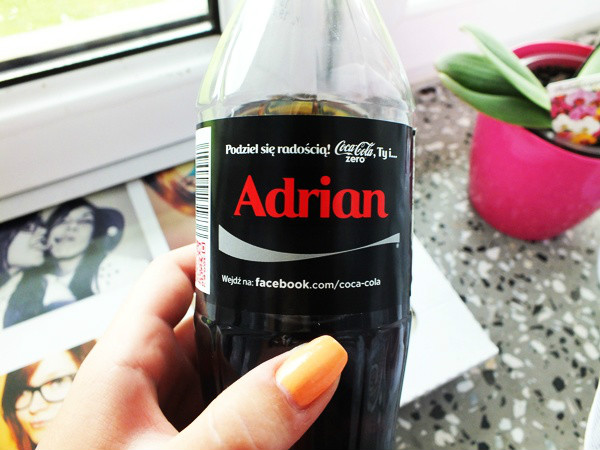 Podziel się radością! Coca-Cola zero, Ty i...
Adrian
Wejdź na: facebook.com/coca-cola